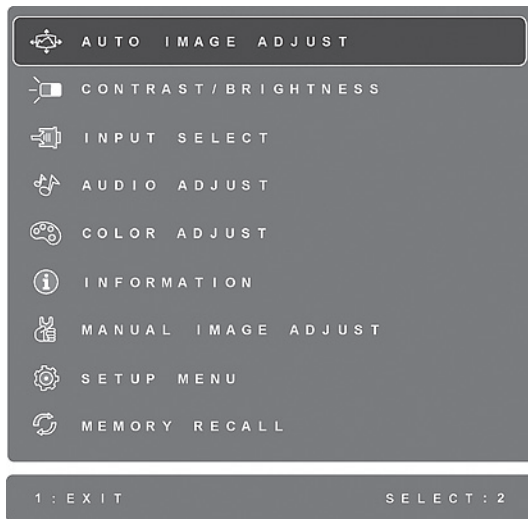 AUTO IMAGE ADJUST
CONTRAST/BRIGHTNESS
INPUT SELECT
AUDIO ADJUST
COLOR ADJUST
INFORMATION
MANUAL IMAGE ADJUST
SETUP MENU
MEMORY RECALL
1:EXIT SELECT:2